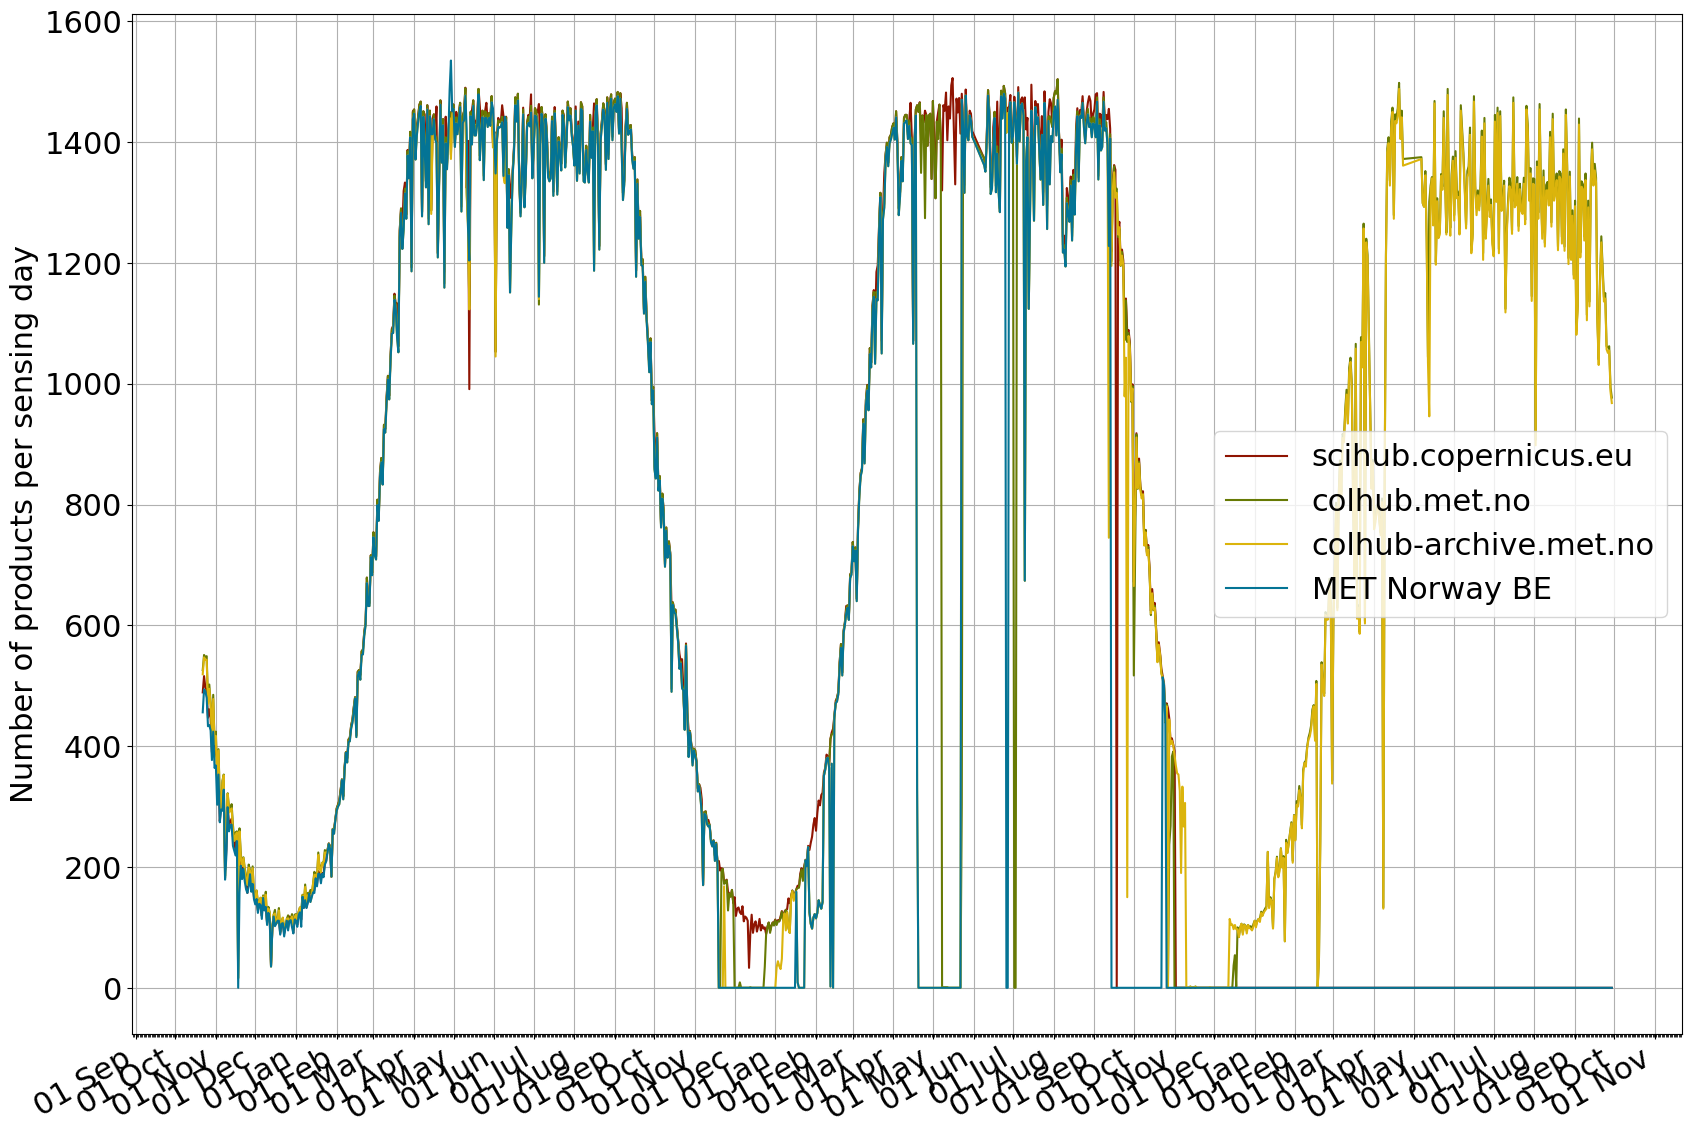 Number of products per sensing day
1600
1400
1200
1000
800
600
400
200
0
scihub.copernicus.eu
colhub.met.no
colhub-archive.met.no
MET Norway BE
01 Sep
01 Oct
01 Nov
01 Dec
01 Jan
01 Feb
01 Mar
01 Apr
01 May
01 Jun
01 Jul
01 Aug
01 Sep
01 Oct
01 Nov
01 Dec
01 Jan
01 Feb
01 Mar
01 Apr
01 May
01 Jun
01 Jul
01 Aug
01 Sep
01 Oct
01 Nov
01 Dec
01 Jan
01 Feb
01 Mar
01 Apr
01 May
01 Jun
01 Jul
01 Aug
01 Sep
01 Oct
01 Nov